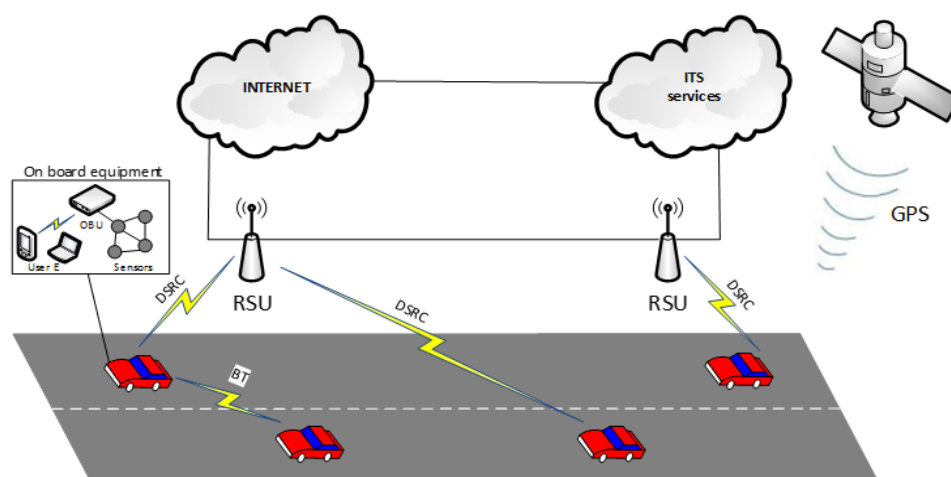 INTERNET
ITS
services
On board equipment
OBU
User E
Sensors
GPS
RSU
RSU
DSRC
DSRC
DSRC
BT